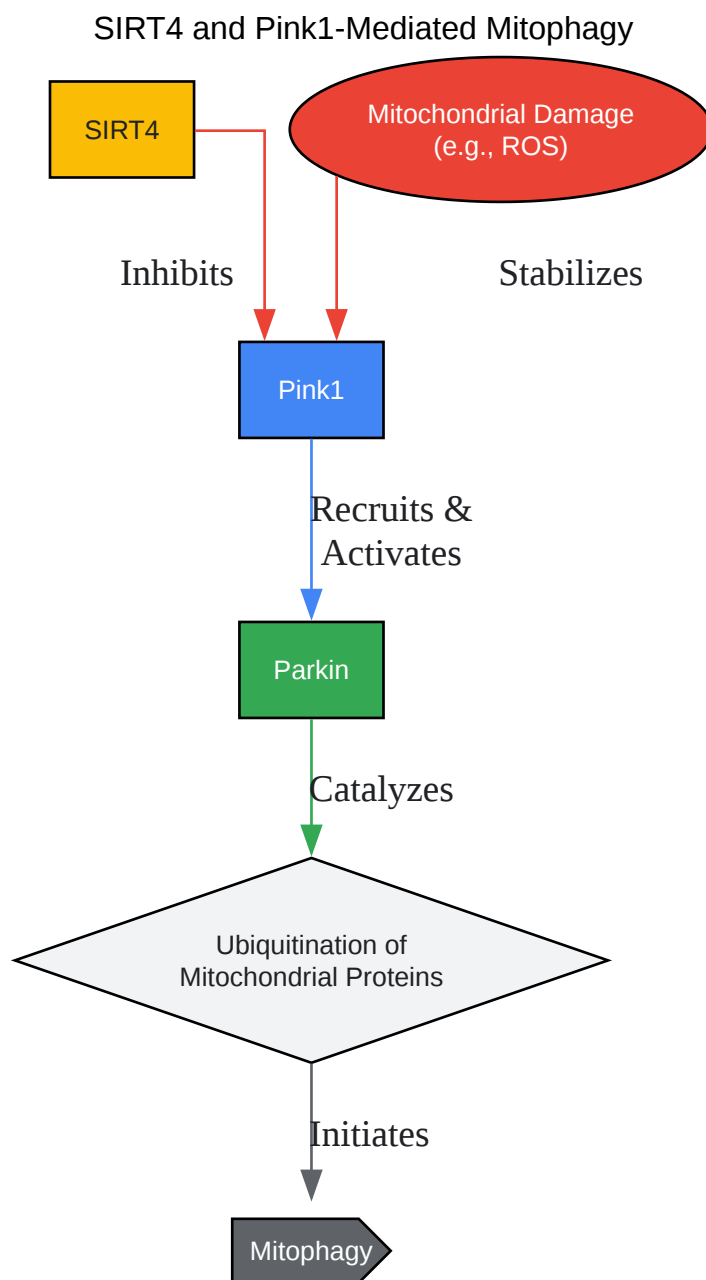 SIRT4 and Pink1-Mediated Mitophagy
SIRT4
Mitochondrial Damage
(e.g., ROS)
Inhibits
Stabilizes
Pink1
Recruits &
Activates
Parkin
Catalyzes
Ubiquitination of
Mitochondrial Proteins
Initiates
Mitophagy